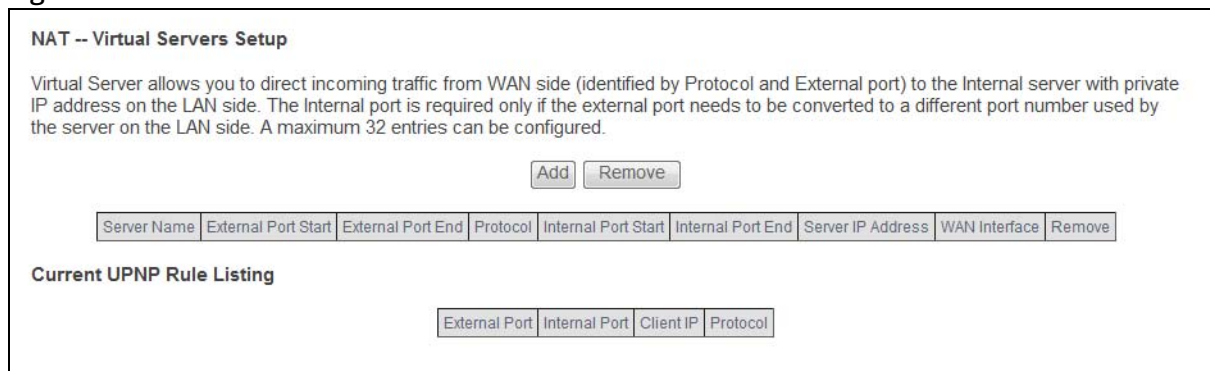 NAT -- Virtual Servers Setup
Virtual Server allows you to direct incoming traffic from WAN side (identified by Protocol and External port) to the Internal server with private
IP address on the LAN side. The Internal port is required only if the external port needs to be converted to a different port number used by
the server on the LAN side. A maximum 32 entries can be configured.
Add Remove
Server Name External Port Start External Port End Protocol Internal Port Start Internal Port End Server IP Address WAN Interface Remove
Current UPNP Rule Listing
External Port Internal Port Client IP Protocol